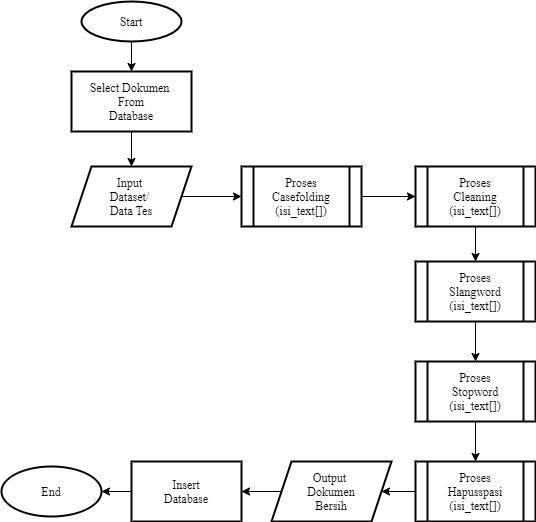 Start
Select Dokumen
From
Database
Input
Dataset/
Data Tes
Proses
Casefolding
(isi_text[])
Proses
Cleaning
(isi_text[])
Proses
Slangword
(isi_text[])
Proses
Stopword
(isi_text[])
Proses
Hapusspasi
(isi_text[])
Output
Dokumen
Bersih
Insert
Database
End